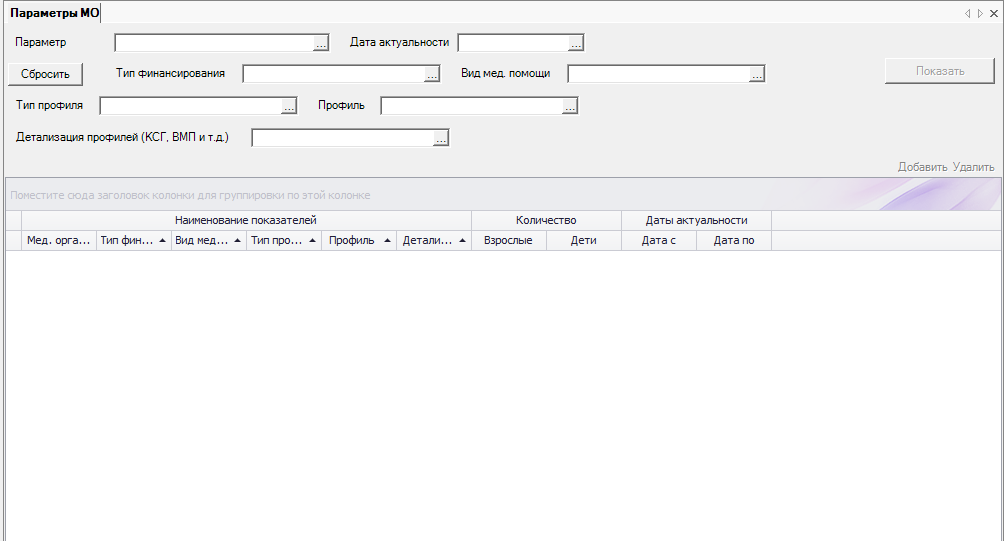 Параметры МО
Параметр ... Дата актуальности ...
Сбросить Тип финансирования ... Вид мед. помощи ... Показать
Тип профиля ... Профиль ...
Детализация профилей (КСГ, ВМП и т.д.) ...
Добавить Удалить
Поместите сюда заголовок колонки для группировки по этой колонке
Наименование показателей Количество Даты актуальности
Мед. орга... Тип фин... Вид мед... Тип про... Профиль Детали... Взрослые Дети Дата с Дата по